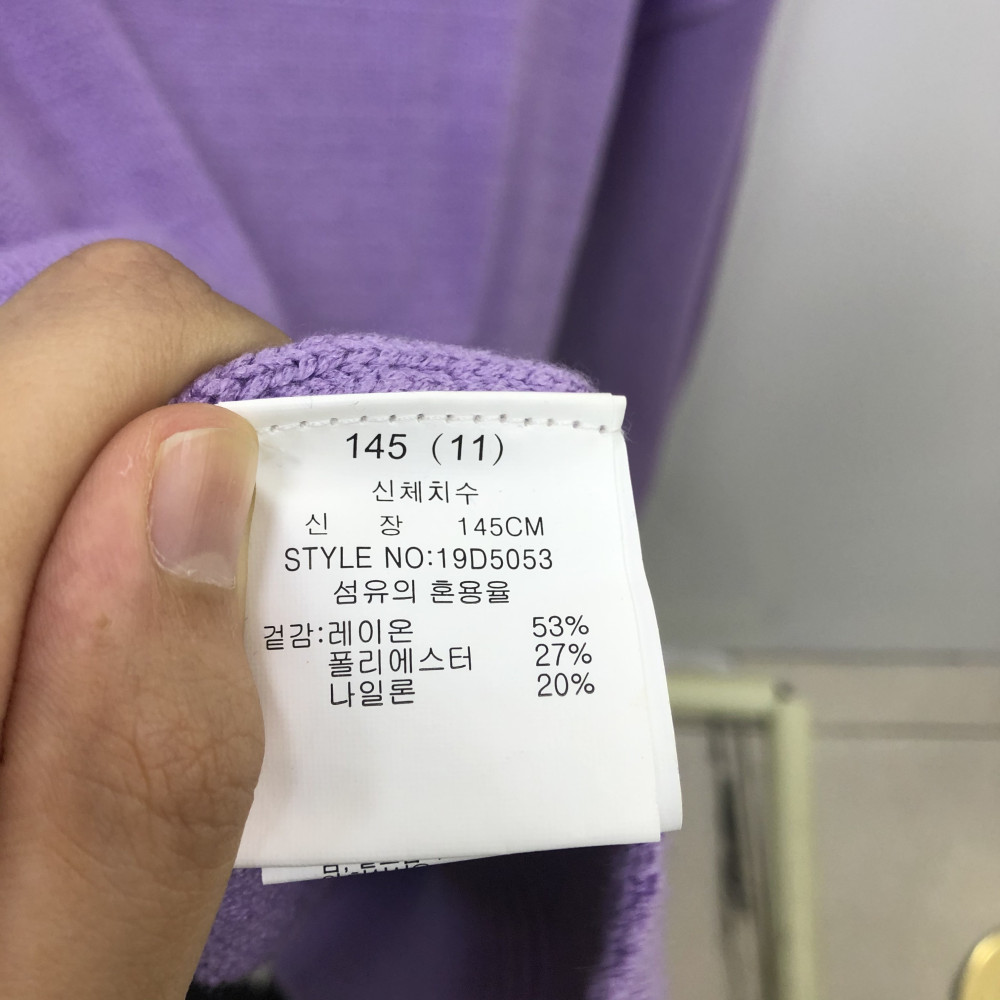 145 (11)
신체치수
신 장 145CM
STYLE NO:19D5053
섬유의 혼용율
겉감:레이온 53%
폴리에스터 27%
나일론 20%